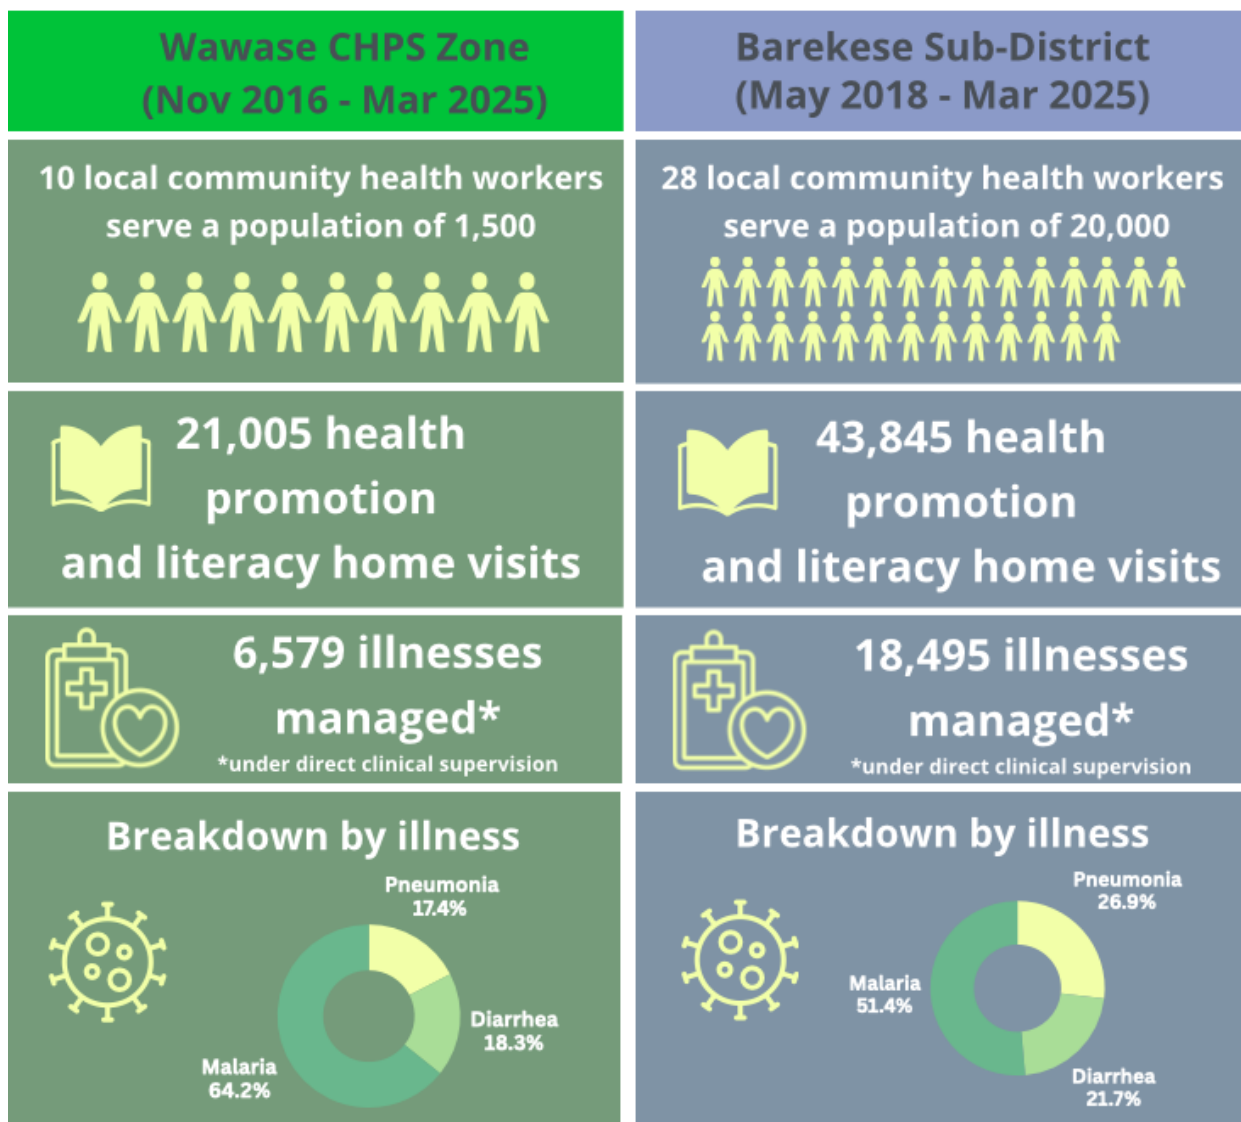 Wawase CHPS Zone
(Nov 2016 - Mar 2025)
10 local community health workers
serve a population of 1,500
21,005 health
promotion
and literacy home visits
6,579 illnesses
managed*
*under direct clinical supervision
Breakdown by illness
Pneumonia
17.4%
Diarrhea
18.3%
Malaria
64.2%
Barekese Sub-District
(May 2018 - Mar 2025)
28 local community health workers
serve a population of 20,000
43,845 health
promotion
and literacy home visits
18,495 illnesses
managed*
*under direct clinical supervision
Breakdown by illness
Pneumonia
26.9%
Malaria
51.4%
Diarrhea
21.7%